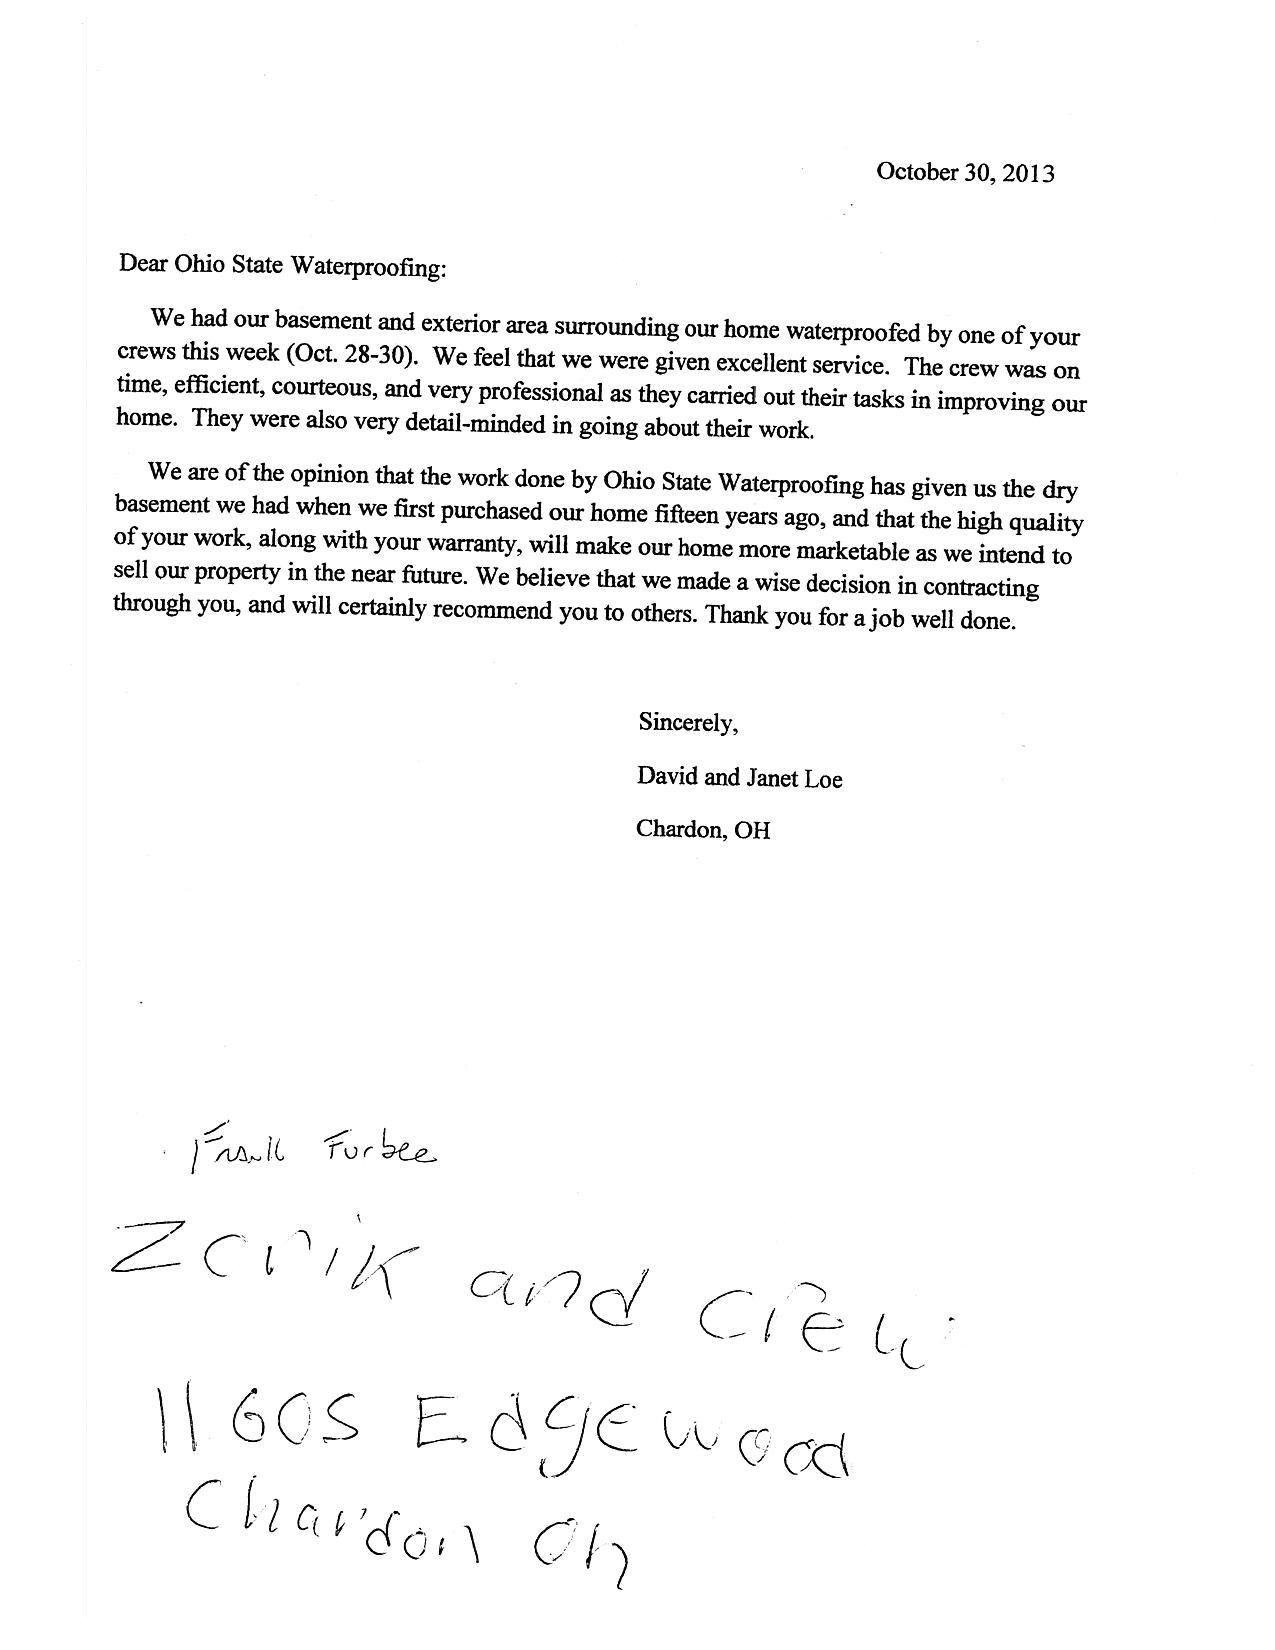 October 30, 2013
Dear Ohio State Waterproofing:
We had our basement and exterior area surrounding our home waterproofed by one of your
crews this week (Oct. 28-30).  We feel that we were given excellent service.  The crew was on
time, efficient, courteous, and very professional as they carried out their tasks in improving our
home.  They were also very detail-minded in going about their work.
We are of the opinion that the work done by Ohio State Waterproofing has given us the dry
basement we had when we first purchased our home fifteen years ago, and that the high quality
of your work, along with your warranty, will make our home more marketable as we intend to
sell our property in the near future. We believe that we made a wise decision in contracting
through you, and will certainly recommend you to others. Thank you for a job well done.
Sincerely,
David and Janet Loe
Chardon, OH
Furbee
and crew
11605 Edgewood
Chardon Oh